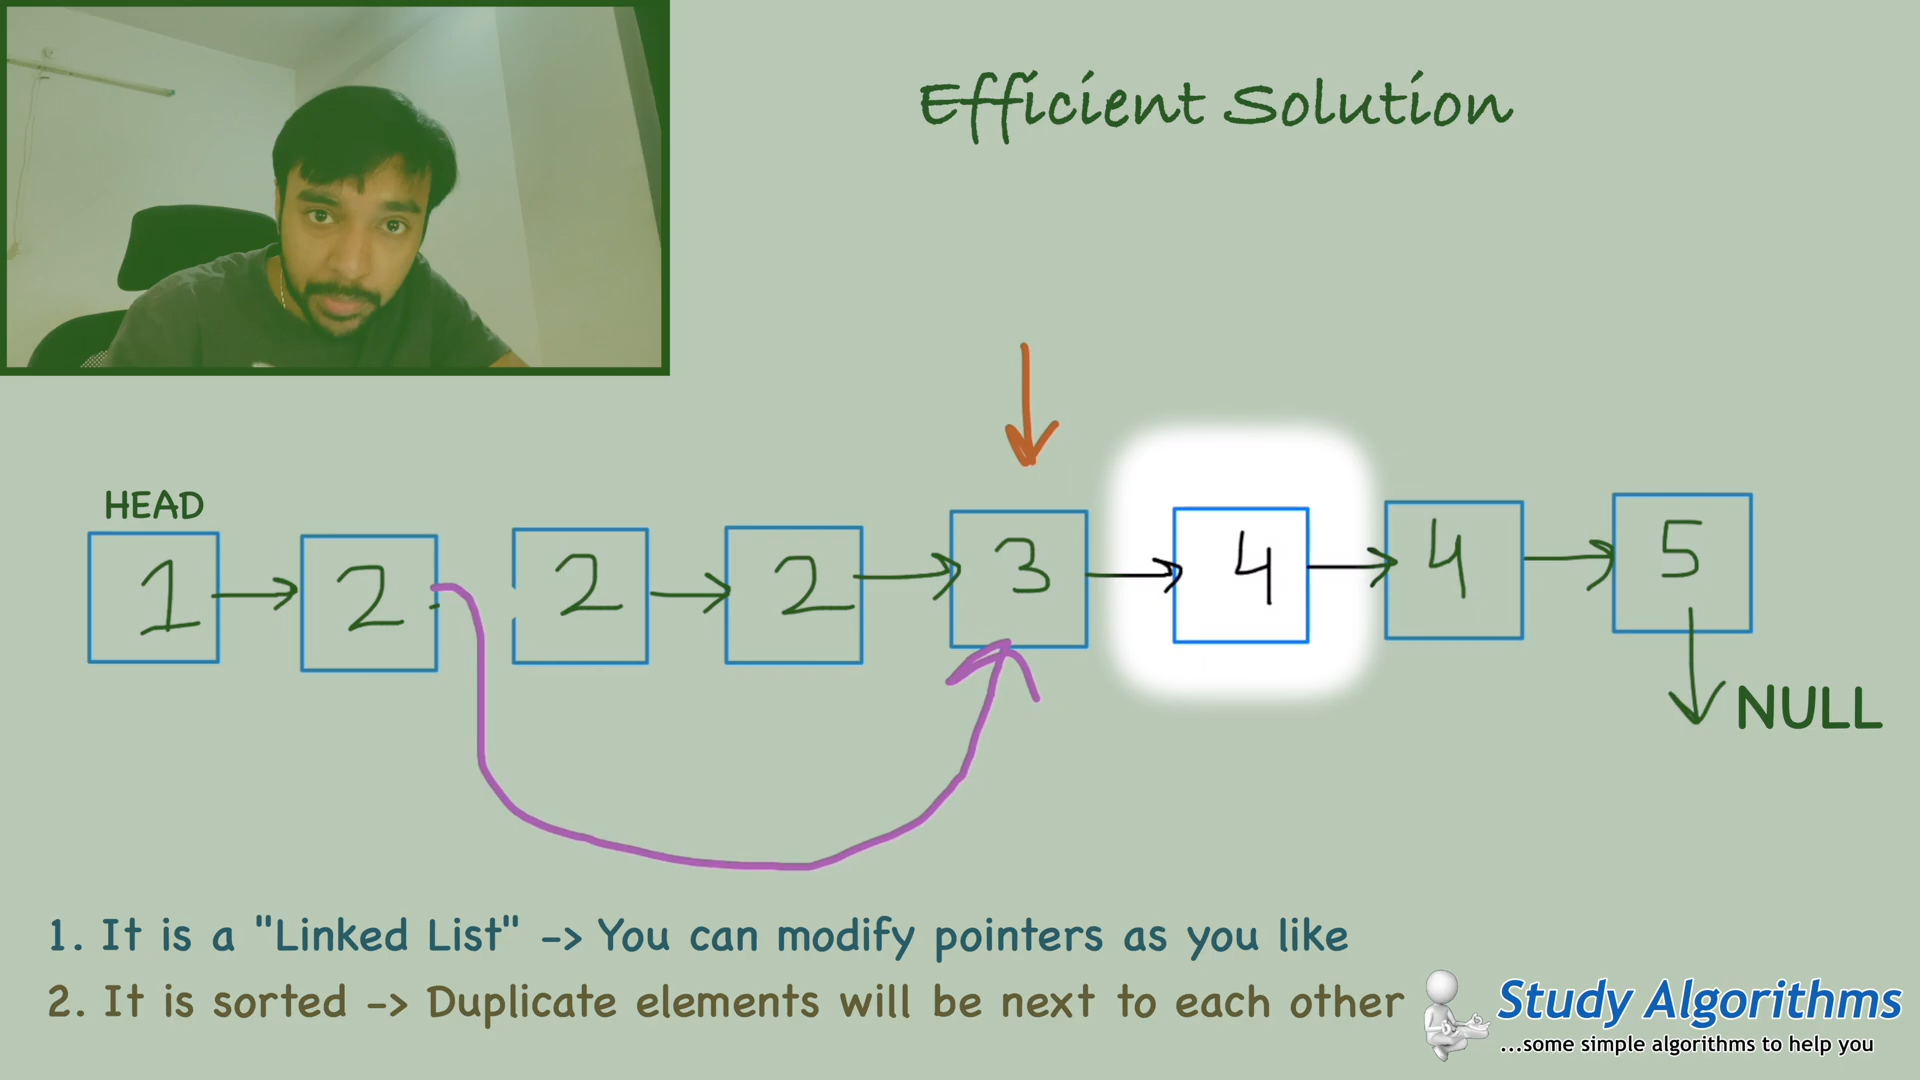 Efficient Solution
HEAD
1 2 2 2 3 4 4 5
NULL
1. It is a "Linked List" -> You can modify pointers as you like
2. It is sorted -> Duplicate elements will be next to each other
Study Algorithms
...some simple algorithms to help you